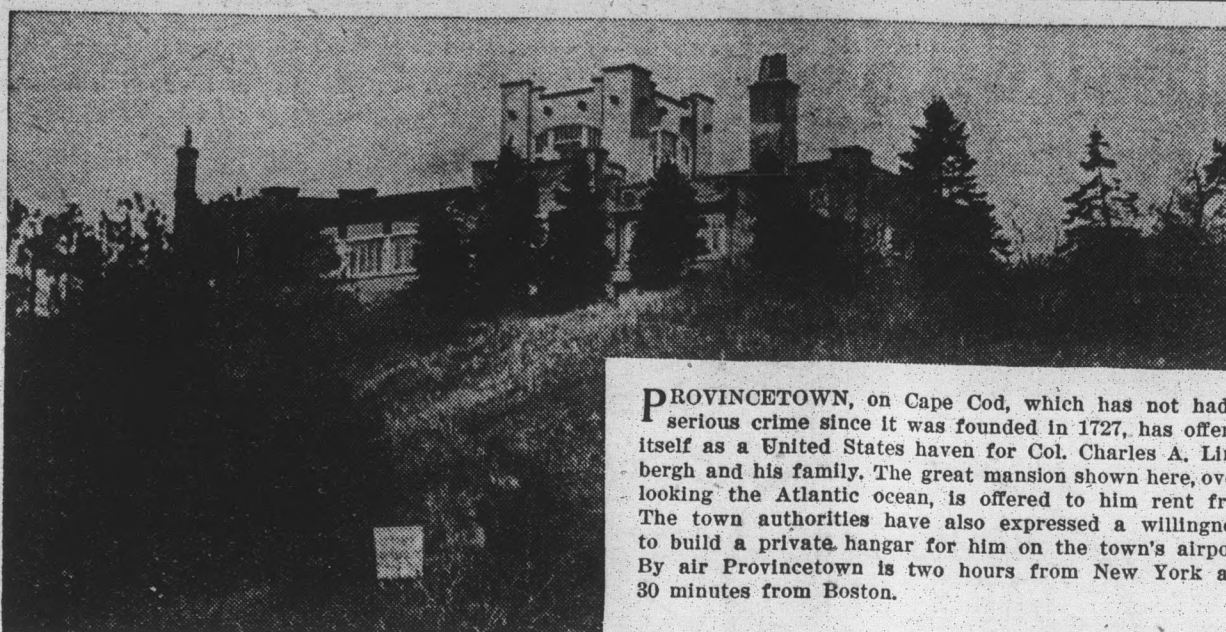 PROVINCETOWN, on Cape Cod, which has not had
serious crime since it was founded in 1727, has offer
itself as a United States haven for Col. Charles A. Lin
bergh and his family. The great mansion shown here, ove
looking the Atlantic ocean, is offered to him rent fr
The town authorities have also expressed a willingne
to build a private hangar for him on the town's airpo
By air Provincetown is two hours from New York a
30 minutes from Boston.